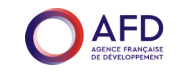 AFD
AGENCE FRANÇAISE
DE DÉVELOPPEMENT